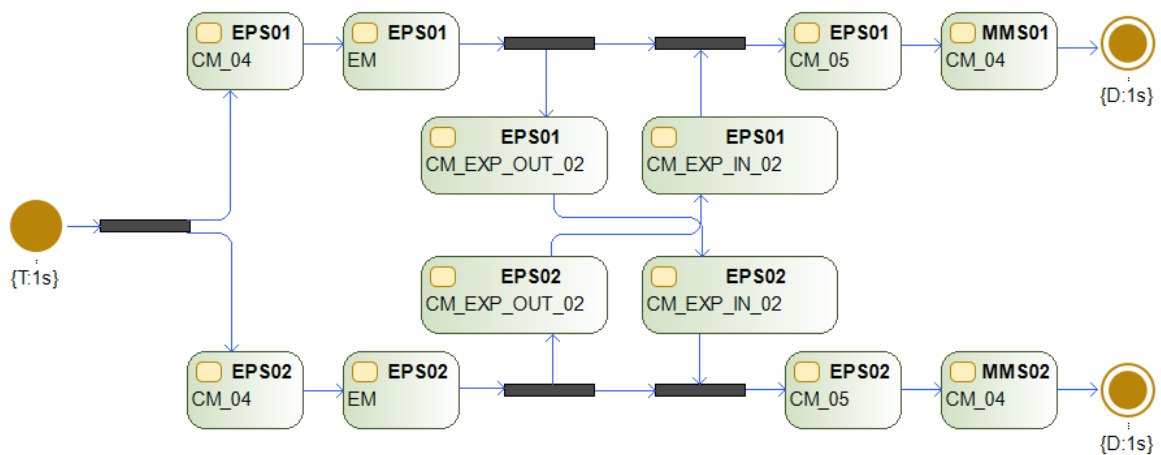 EPS01
CM_04
EPS01
EM
EPS01
CM_05
MMS01
CM_04
{D:1s}
EPS01
CM_EXP_OUT_02
EPS01
CM_EXP_IN_02
{T:1s}
EPS02
CM_EXP_OUT_02
EPS02
CM_EXP_IN_02
EPS02
CM_04
EPS02
EM
EPS02
CM_05
MMS02
CM_04
{D:1s}